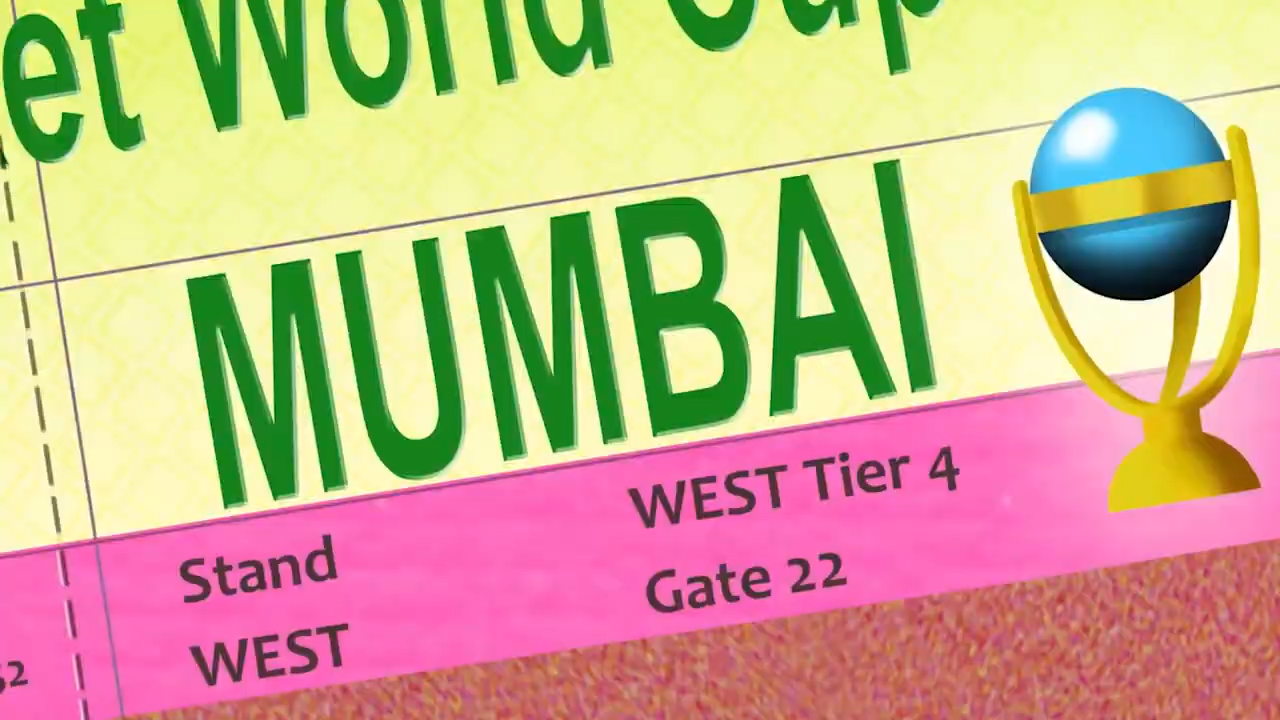 et World Cup
MUMBAI
Stand
WEST Tier 4
WEST
Gate 22